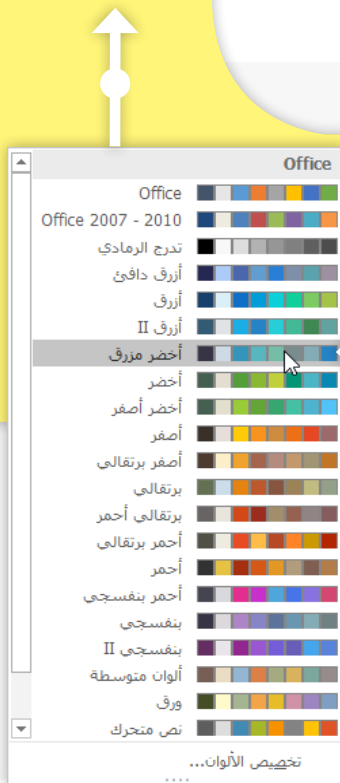 Office
Office
Office 2007 - 2010
تدرج الرمادي
أزرق دافئ
أزرق
أزرق II
أخضر مزرق
أخضر
أخضر أصفر
أصفر
أصفر برتقالي
برتقالي
برتقالي أحمر
أحمر برتقالي
أحمر
أحمر بنفسجي
بنفسجي
بنفسجي II
ألوان متوسطة
ورق
نص متحرك
تخصيص الألوان...